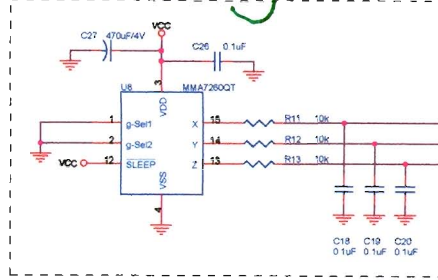 VCC
C27 470uF/4V
C26 0.1uF
U8 MMA7260QT
3
VDD
1 g-Sel1 X 15 R11 10k
2 g-Sel2 Y 14 R12 10k
VCC 12 SLEEP Z 13 R13 10k
VSS
4
C18 C19 C20
0.1uF 0.1uF 0.1uF